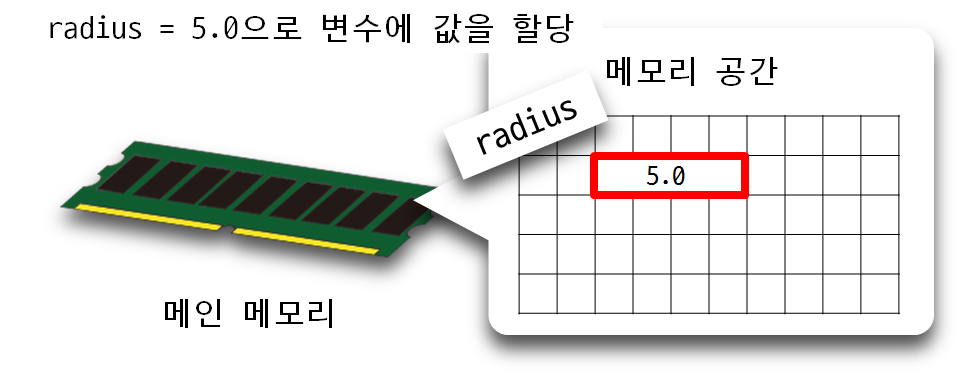 radius = 5.0으로 변수에 값을 할당
메모리 공간
radius
5.0
메인 메모리